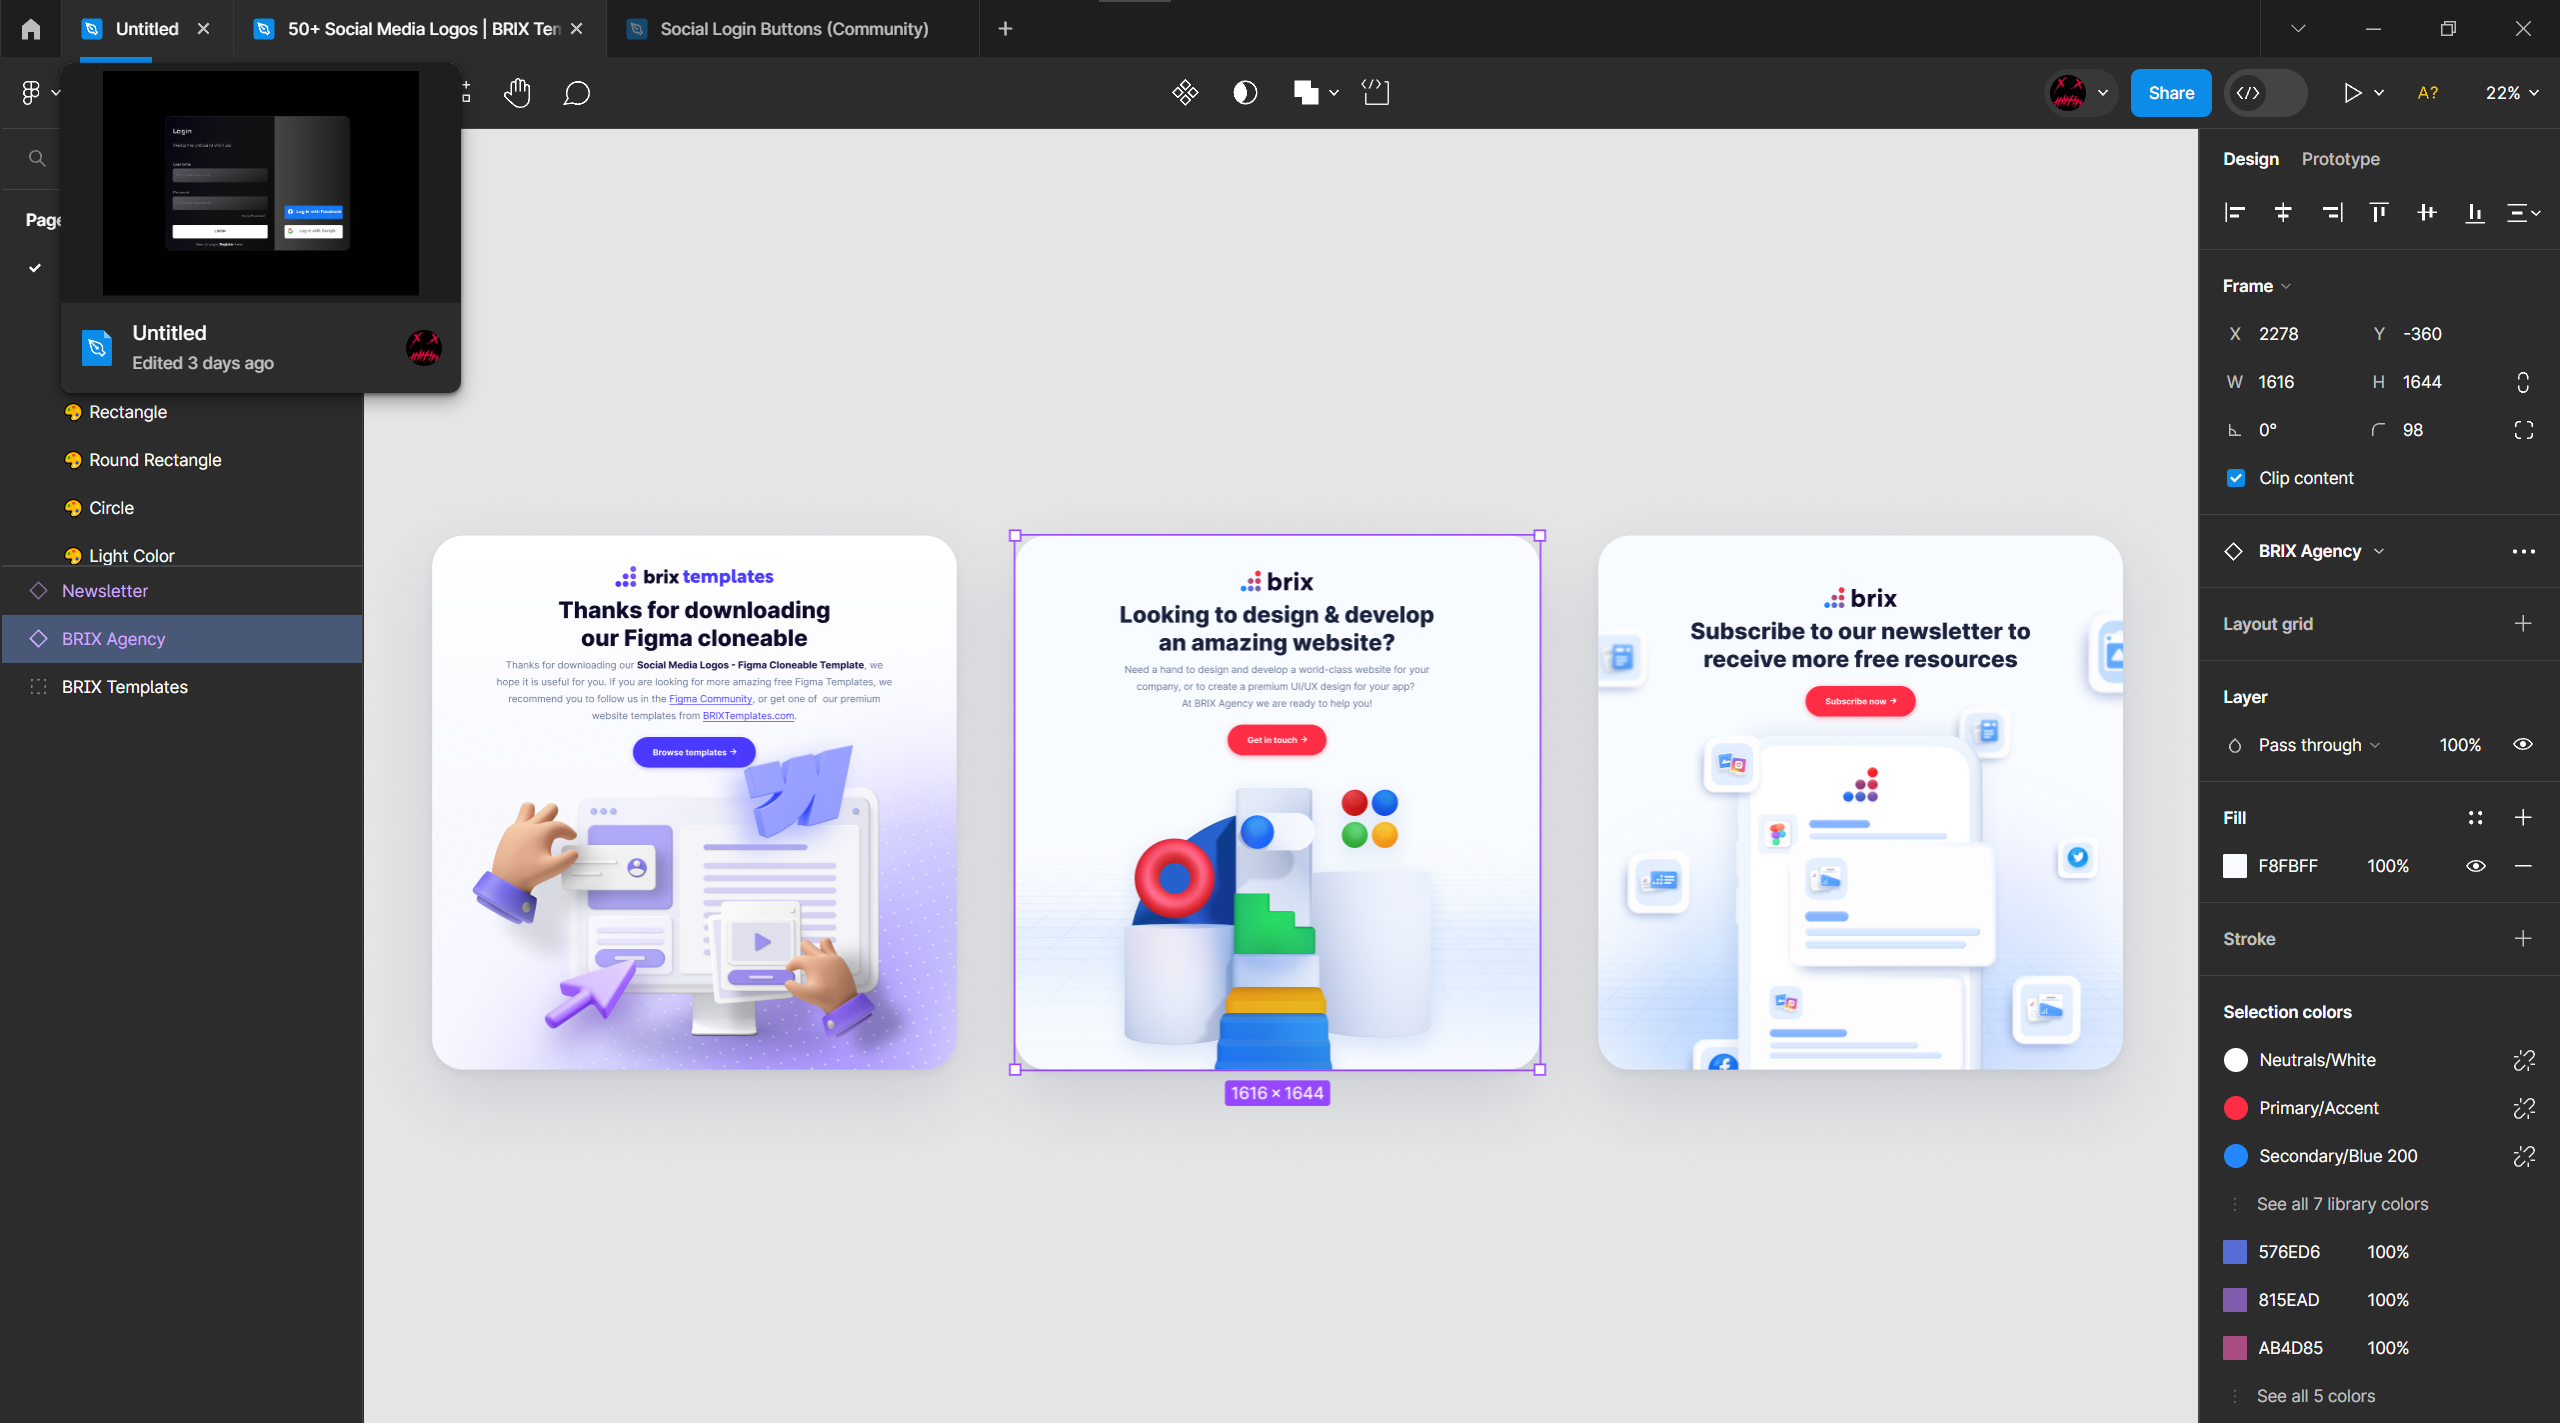 Untitled
50+ Social Media Logos | BRIX Ten
Social Login Buttons (Community)
Share
A?
22%
Login
Log in with Facebook
Log in with Google
Untitled
Edited 3 days ago
Page
Rectangle
Round Rectangle
Circle
Light Color
Newsletter
BRIX Agency
BRIX Templates
brix templates
Thanks for downloading
our Figma cloneable
Thanks for downloading our Social Media Logos - Figma Cloneable Template, we
hope it is useful for you. If you are looking for more amazing free Figma Templates, we
recommend you to follow us in the Figma Community, or get one of our premium
website templates from BRIXTemplates.com.
Browse templates →
brix
Looking to design & develop
an amazing website?
Need a hand to design and develop a world-class website for your
company, or to create a premium UI/UX design for your app?
At BRIX Agency we are ready to help you!
Get in touch →
1616 × 1644
brix
Subscribe to our newsletter to
receive more free resources
Subscribe now →
Design Prototype
Frame
X 2278 Y -360
W 1616 H 1644
0° 98
Clip content
BRIX Agency
Layout grid
Layer
Pass through 100%
Fill
F8FBFF 100%
Stroke
Selection colors
Neutrals/White
Primary/Accent
Secondary/Blue 200
See all 7 library colors
576ED6 100%
815EAD 100%
AB4D85 100%
See all 5 colors